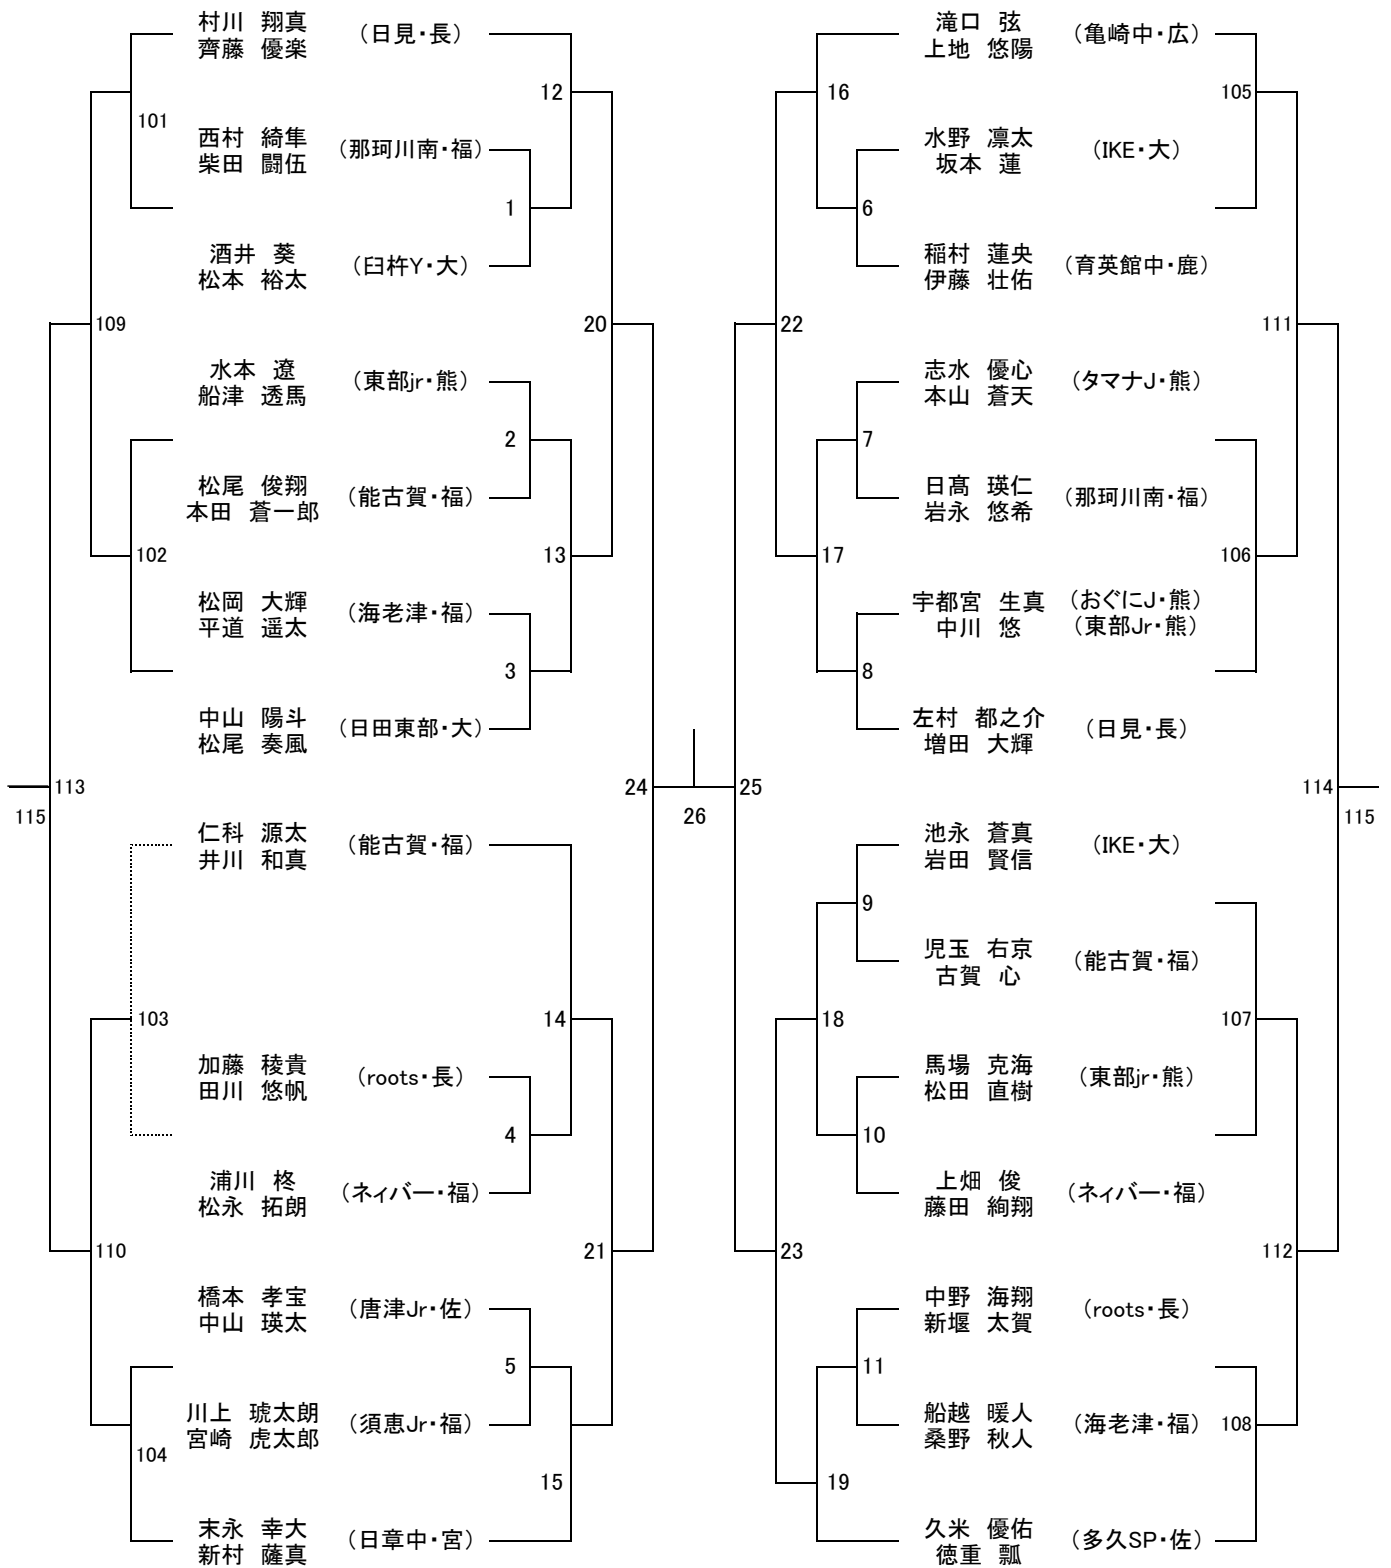 村川 翔真
齊藤 優楽
(日見・長)
12
101
西村 綺隼
柴田 闘伍
(那珂川南・福)
1
酒井 葵
松本 裕太
(臼杵Y・大)
109
20
水本 遼
船津 透馬
(東部jr・熊)
2
松尾 俊翔
本田 蒼一郎
(能古賀・福)
102
13
松岡 大輝
平道 遥太
(海老津・福)
3
中山 陽斗
松尾 奏風
(日田東部・大)
113
115
24
仁科 源太
井川 和真
(能古賀・福)
103
14
加藤 稜貴
田川 悠帆
(roots・長)
4
浦川 柊
松永 拓朗
(ネィバー・福)
110
21
橋本 孝宝
中山 瑛太
(唐津Jr・佐)
5
川上 琥太朗
宮崎 虎太郎
(須恵Jr・福)
104
15
末永 幸大
新村 薩真
(日章中・宮)
26
滝口 弦
上地 悠陽
(亀崎中・広)
16
105
水野 凛太
坂本 蓮
(IKE・大)
6
稲村 蓮央
伊藤 壮佑
(育英館中・鹿)
22
111
志水 優心
本山 蒼天
(タマナJ・熊)
7
日髙 瑛仁
岩永 悠希
(那珂川南・福)
17
106
宇都宮 生真
中川 悠
(おぐにJ・熊)
(東部Jr・熊)
8
左村 都之介
増田 大輝
(日見・長)
25
114
115
池永 蒼真
岩田 賢信
(IKE・大)
9
児玉 右京
古賀 心
(能古賀・福)
18
107
馬場 克海
松田 直樹
(東部jr・熊)
10
上畑 俊
藤田 絢翔
(ネィバー・福)
23
112
中野 海翔
新堰 太賀
(roots・長)
11
船越 暖人
桑野 秋人
(海老津・福)
108
19
久米 優佑
徳重 瓢
(多久SP・佐)